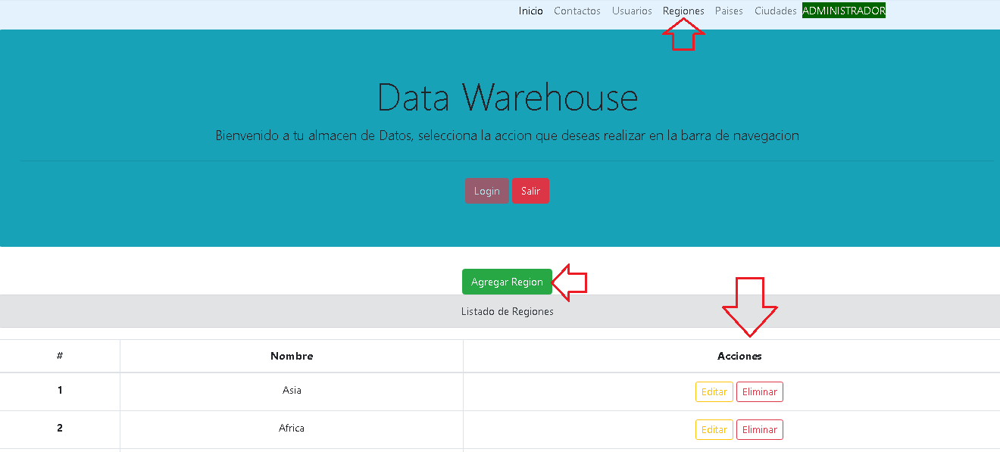 Inicio Contactos Usuarios Regiones Paises Ciudades ADMINISTRADOR
Data Warehouse
Bienvenido a tu almacen de Datos, selecciona la accion que deseas realizar en la barra de navegacion
Login Salir
Agregar Region
Listado de Regiones
# Nombre Acciones
1 Asia Editar Eliminar
2 Africa Editar Eliminar